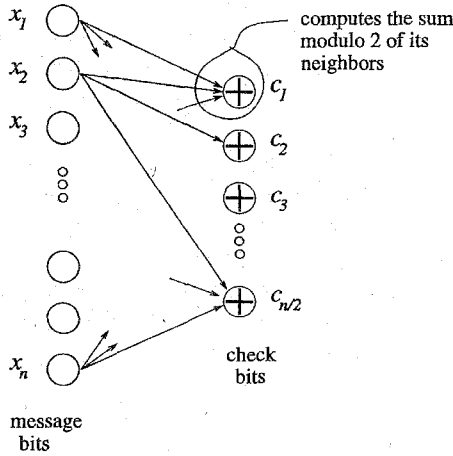 x1
x2
x3
xn
message
bits
c1
c2
c3
cn/2
check
bits
computes the sum
modulo 2 of its
neighbors